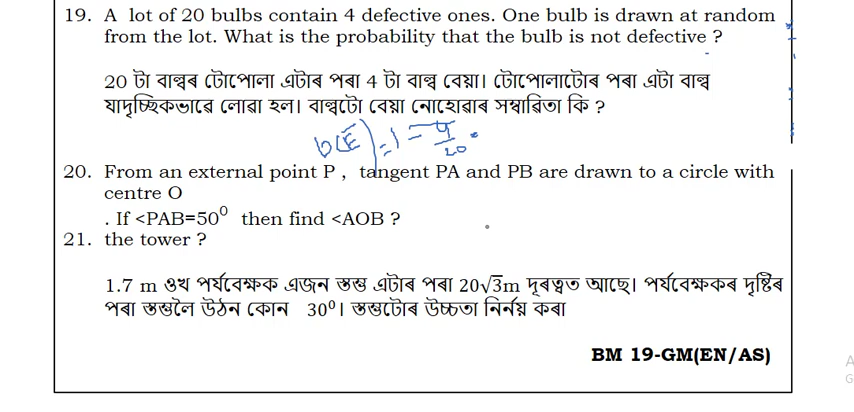 19. A lot of 20 bulbs contain 4 defective ones. One bulb is drawn at random
from the lot. What is the probability that the bulb is not defective ?
20 টা বাল্বৰ টোপোলা এটাৰ পৰা 4 টা বাল্ব বেয়া। টোপোলাটোৰ পৰা এটা বাল্ব
যাদৃচ্ছিকভাৱে লোৱা হল। বাল্বটো বেয়া নোহোৱাৰ সম্বাৱিতা কি ?
20. From an external point P , tangent PA and PB are drawn to a circle with
centre O
. If <PAB=50⁰ then find <AOB ?
21. the tower ?
1.7 m ওখ পৰ্যবেক্ষক এজন স্তম্ভ এটাৰ পৰা 20√3m দূৰত্বত আছে। পৰ্যবেক্ষকৰ দৃষ্টিৰ
পৰা স্তম্ভলৈ উঠন কোন 30⁰। স্তম্ভটোৰ উচ্চতা নিৰ্নয় কৰা
BM 19-GM(EN/AS)